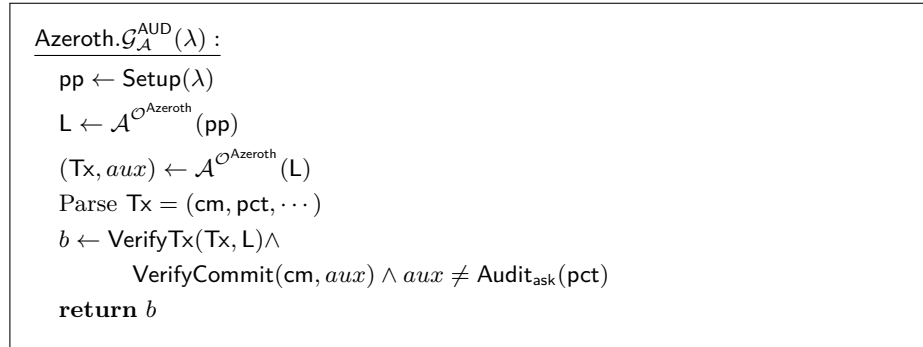 Azeroth.𝒢_𝒜^AUD(λ) :
pp ← Setup(λ)
L ← 𝒜^{𝒪^Azeroth}(pp)
(Tx, aux) ← 𝒜^{𝒪^Azeroth}(L)
Parse Tx = (cm, pct, ⋯)
b ← VerifyTx(Tx, L)∧
VerifyCommit(cm, aux) ∧ aux ≠ Audit_ask(pct)
return b